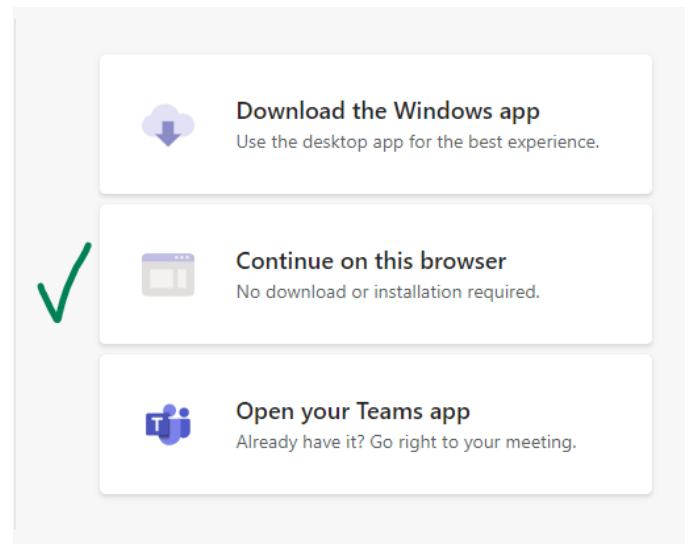 Download the Windows app
Use the desktop app for the best experience.
Continue on this browser
No download or installation required.
T
Open your Teams app
Already have it? Go right to your meeting.